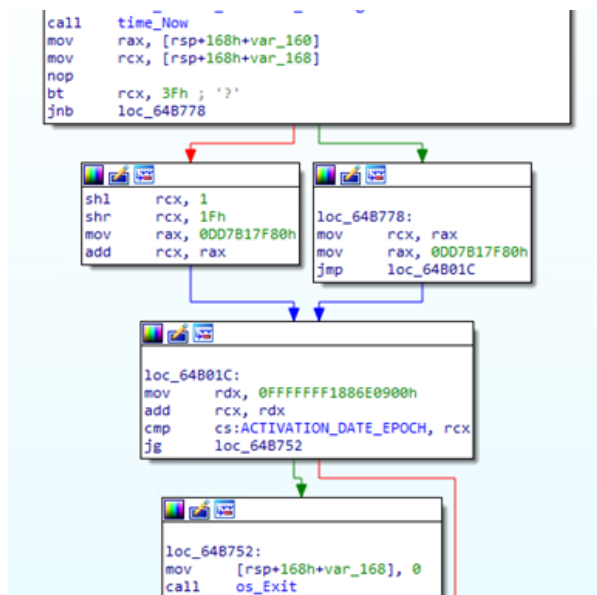 call time_Now
mov rax, [rsp+168h+var_160]
mov rcx, [rsp+168h+var_168]
nop
bt rcx, 3Fh ; '?'
jnb loc_64B778
shl rcx, 1
shr rcx, 1Fh
mov rax, 0DD7B17F80h
add rcx, rax
loc_64B778:
mov rcx, rax
mov rax, 0DD7B17F80h
jmp loc_64B01C
loc_64B01C:
mov rdx, 0FFFFFFF1886E0900h
add rcx, rdx
cmp cs:ACTIVATION_DATE_EPOCH, rcx
jg loc_64B752
loc_64B752:
mov [rsp+168h+var_168], 0
call os_Exit